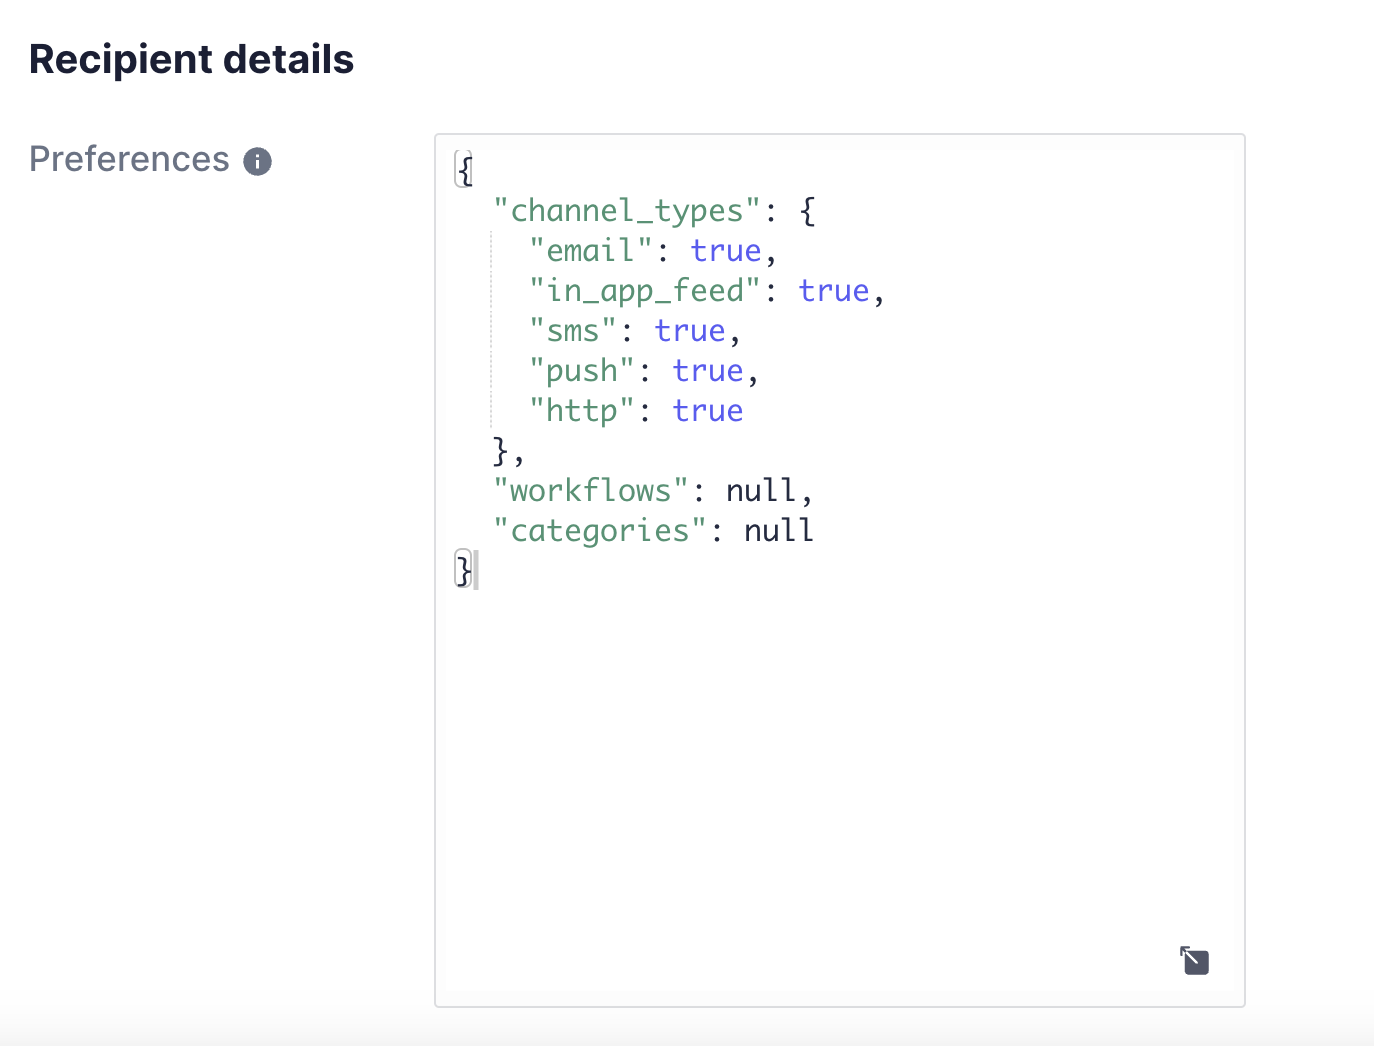 Recipient details
Preferences
{
  "channel_types": {
    "email": true,
    "in_app_feed": true,
    "sms": true,
    "push": true,
    "http": true
  },
  "workflows": null,
  "categories": null
}